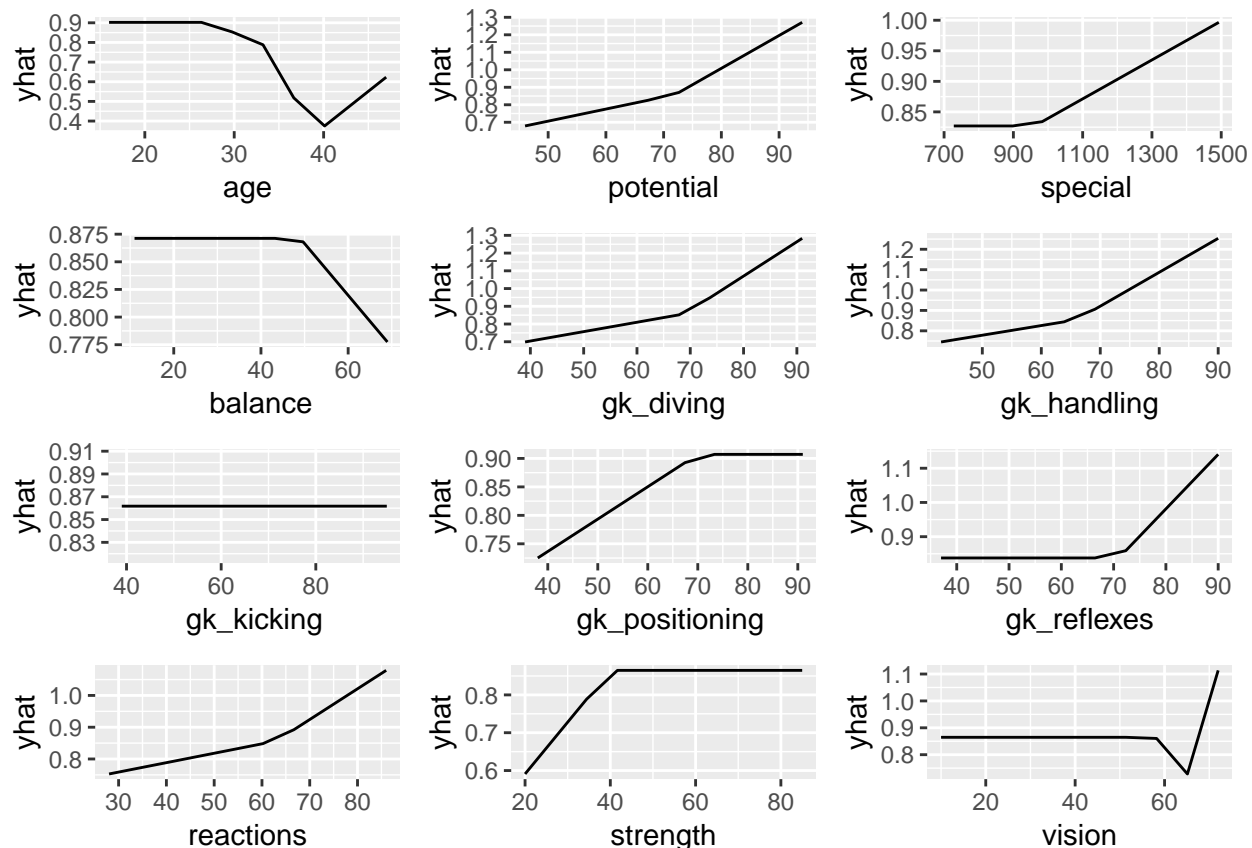 0.9
0.8
0.7
0.6
0.5
0.4
yhat
20 30 40
age
1.3
1.2
1.1
1.0
0.9
0.8
0.7
yhat
50 60 70 80 90
potential
1.00
0.95
0.90
0.85
yhat
700 900 1100 1300 1500
special
0.875
0.850
0.825
0.800
0.775
yhat
20 40 60
balance
1.3
1.2
1.1
1.0
0.9
0.8
0.7
yhat
40 50 60 70 80 90
gk_diving
1.2
1.1
1.0
0.9
0.8
yhat
50 60 70 80 90
gk_handling
0.91
0.89
0.87
0.85
0.83
yhat
40 60 80
gk_kicking
0.90
0.85
0.80
0.75
yhat
40 50 60 70 80 90
gk_positioning
1.1
1.0
0.9
yhat
40 50 60 70 80 90
gk_reflexes
1.0
0.9
0.8
yhat
30 40 50 60 70 80
reactions
0.8
0.7
0.6
yhat
20 40 60 80
strength
1.1
1.0
0.9
0.8
yhat
20 40 60
vision